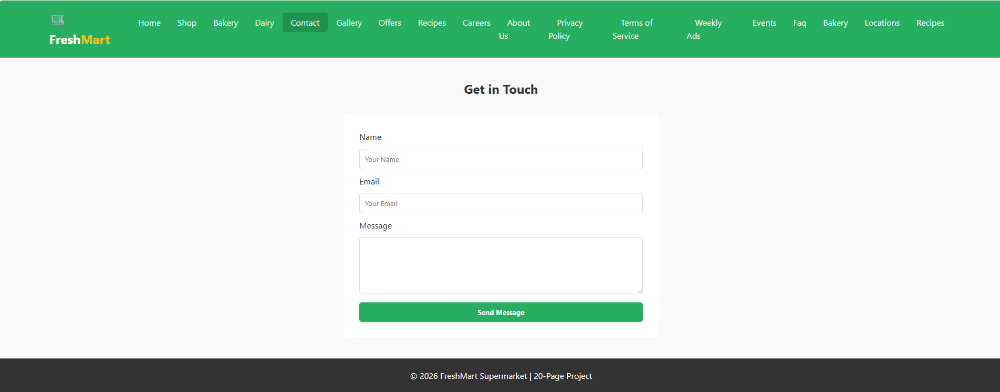 FreshMart
Home Shop Bakery Dairy Contact Gallery Offers Recipes Careers About Us Privacy Policy Terms of Service Weekly Ads Events Faq Bakery Locations Recipes
Get in Touch
Name
Your Name
Email
Your Email
Message
Send Message
© 2026 FreshMart Supermarket | 20-Page Project